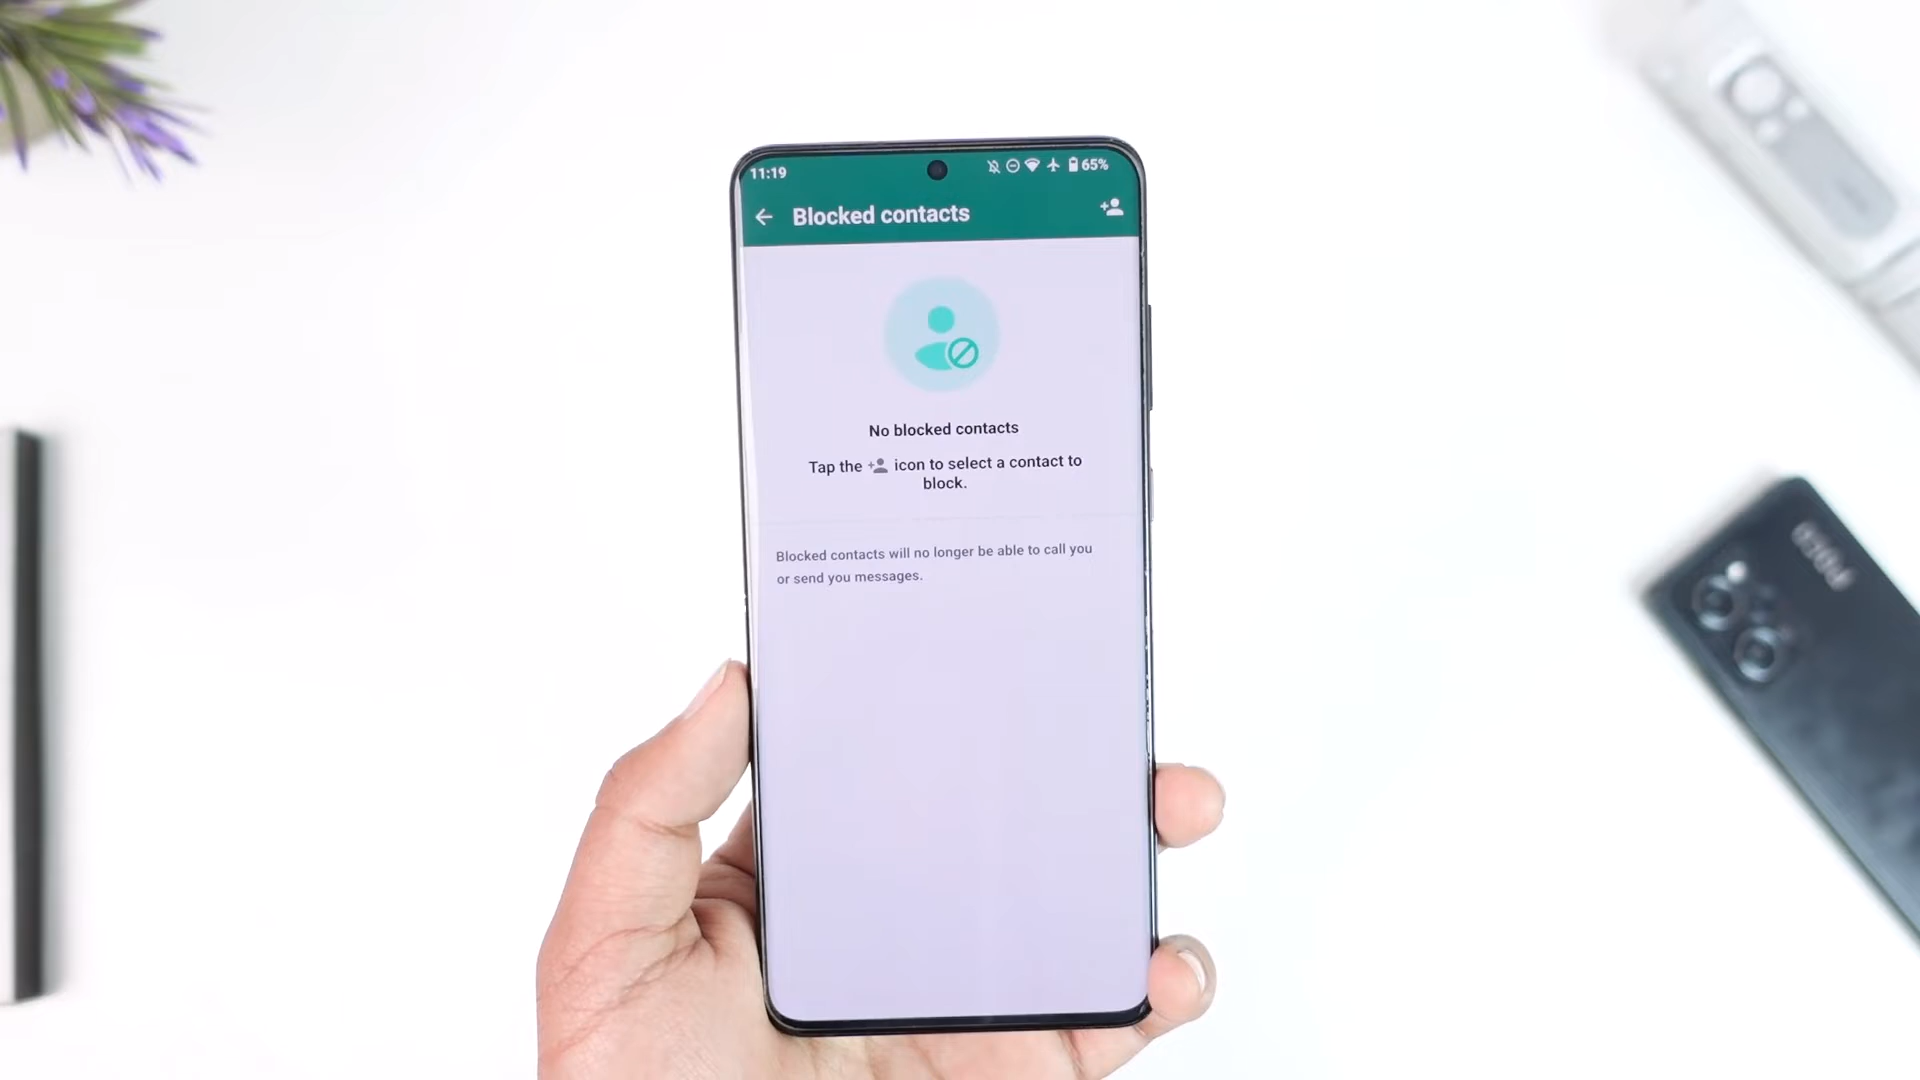 11:19
65%
Blocked contacts
No blocked contacts
Tap the icon to select a contact to
block.
Blocked contacts will no longer be able to call you
or send you messages.
POCO